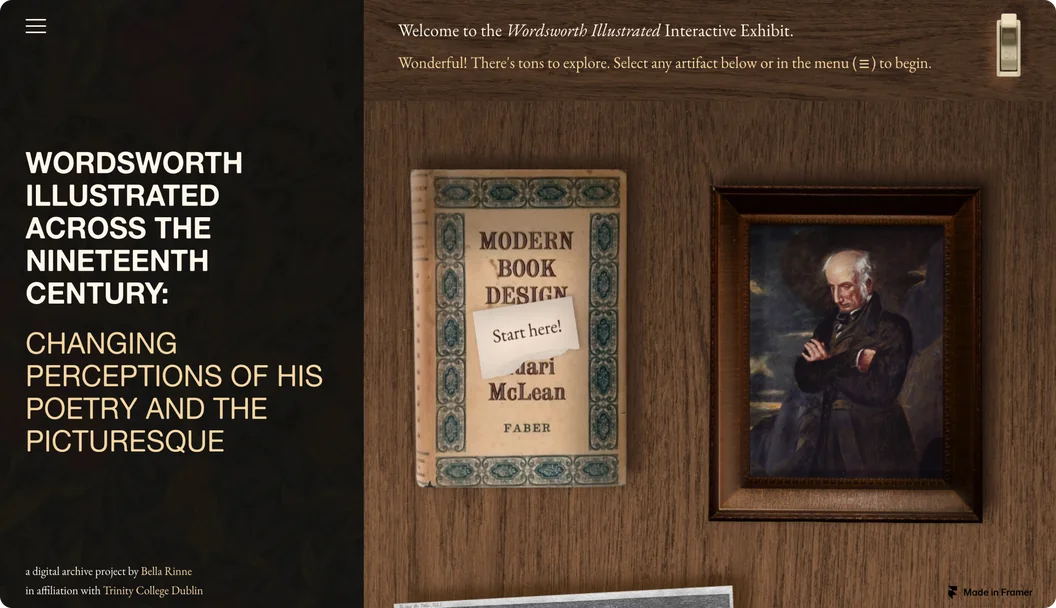 WORDSWORTH
ILLUSTRATED
ACROSS THE
NINETEENTH
CENTURY:
CHANGING
PERCEPTIONS OF HIS
POETRY AND THE
PICTURESQUE
a digital archive project by Bella Rinne
in affiliation with Trinity College Dublin
Welcome to the Wordsworth Illustrated Interactive Exhibit.
Wonderful! There's tons to explore. Select any artifact below or in the menu (☰) to begin.
MODERN
BOOK
DESIGN
Start here!
McLean
FABER
Made in Framer